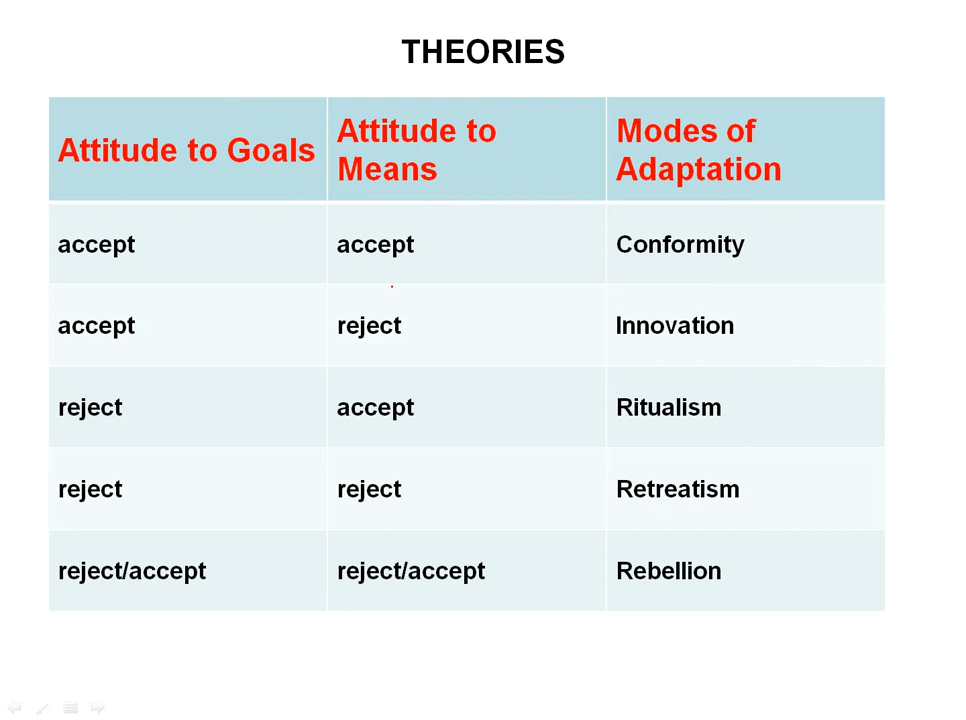 THEORIES
Attitude to Goals
Attitude to
Means
Modes of
Adaptation
accept
accept
Conformity
accept
reject
Innovation
reject
accept
Ritualism
reject
reject
Retreatism
reject/accept
reject/accept
Rebellion